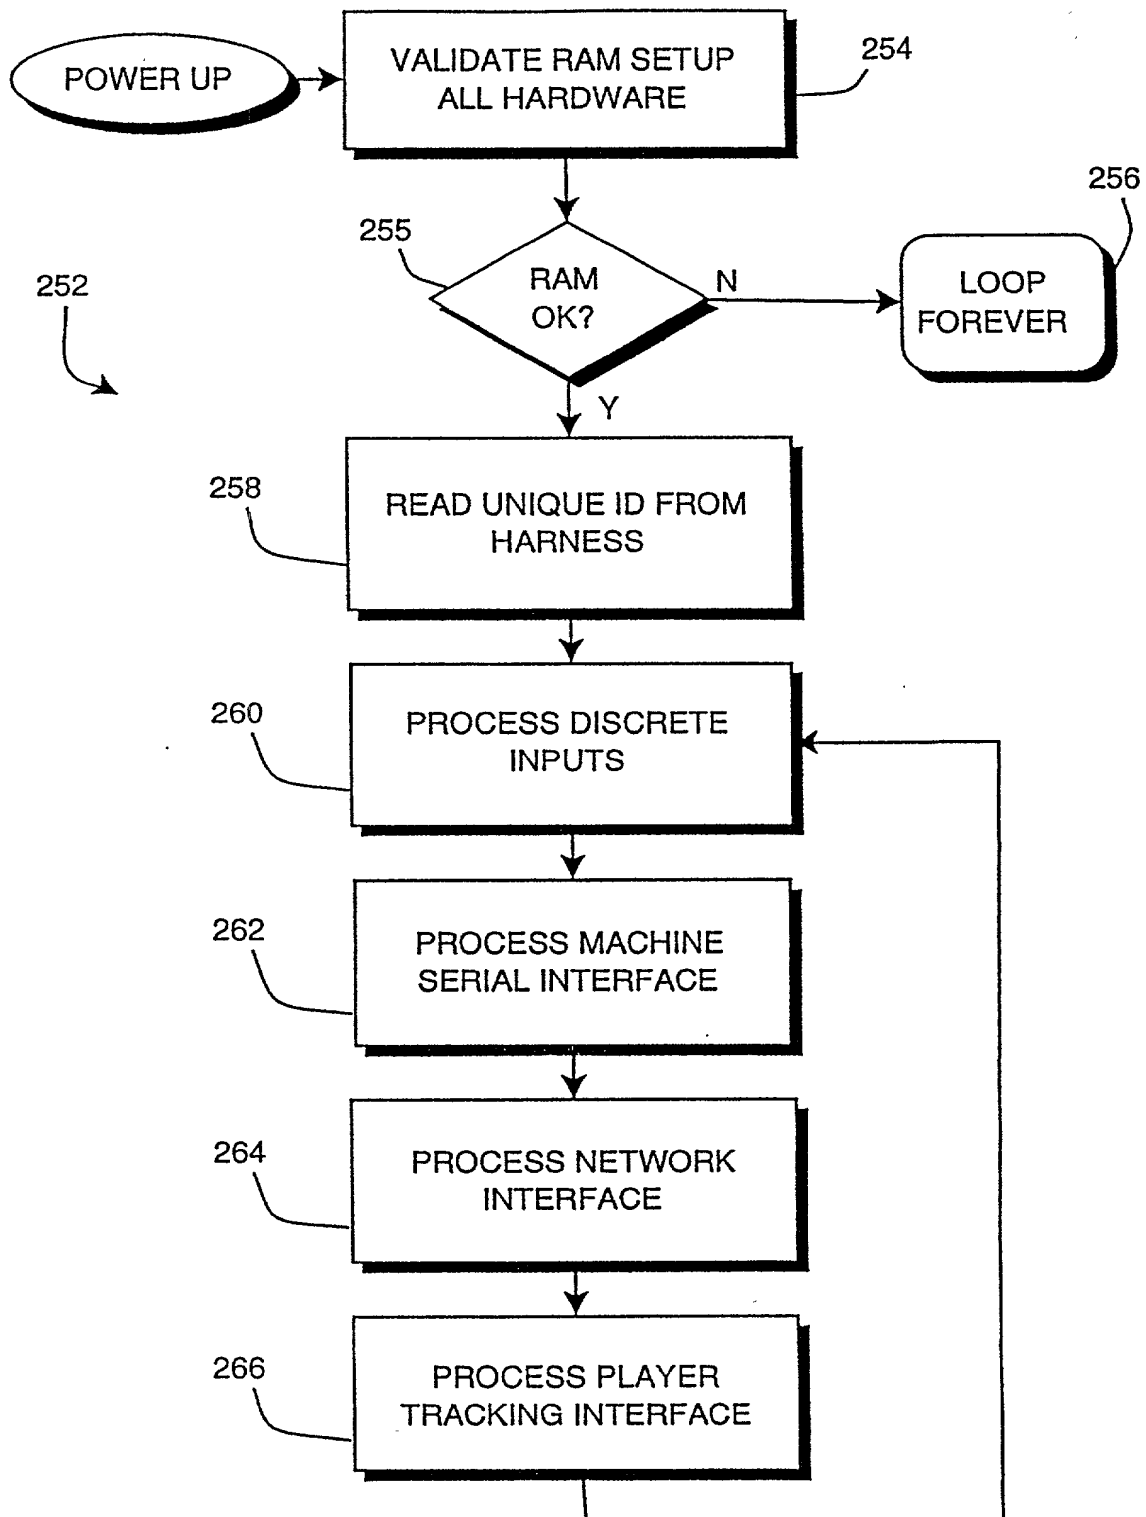 POWER UP
VALIDATE RAM SETUP
ALL HARDWARE
254
255
RAM
OK?
N
256
LOOP
FOREVER
252
Y
258
READ UNIQUE ID FROM
HARNESS
260
PROCESS DISCRETE
INPUTS
262
PROCESS MACHINE
SERIAL INTERFACE
264
PROCESS NETWORK
INTERFACE
266
PROCESS PLAYER
TRACKING INTERFACE